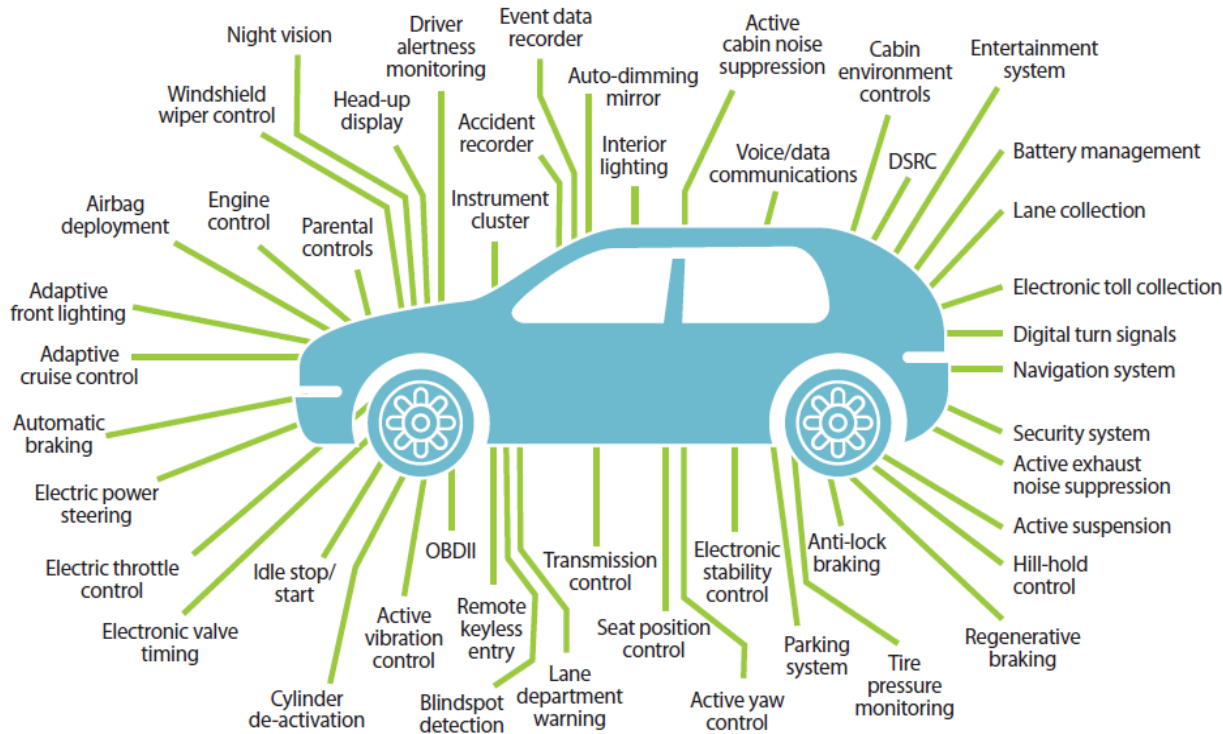 Night vision
Driver
alertness
monitoring
Event data
recorder
Active
cabin noise
suppression
Cabin
environment
controls
Entertainment
system
Windshield
wiper control
Head-up
display
Accident
recorder
Auto-dimming
mirror
Interior
lighting
Voice/data
communications
DSRC
Battery management
Airbag
deployment
Engine
control
Parental
controls
Instrument
cluster
Lane collection
Adaptive
front lighting
Electronic toll collection
Adaptive
cruise control
Digital turn signals
Navigation system
Automatic
braking
Security system
Electric power
steering
Active exhaust
noise suppression
Active suspension
Electric throttle
control
Idle stop/
start
OBDII
Transmission
control
Electronic
stability
control
Anti-lock
braking
Hill-hold
control
Electronic valve
timing
Active
vibration
control
Remote
keyless
entry
Seat position
control
Parking
system
Regenerative
braking
Cylinder
de-activation
Blindspot
detection
Lane
department
warning
Active yaw
control
Tire
pressure
monitoring